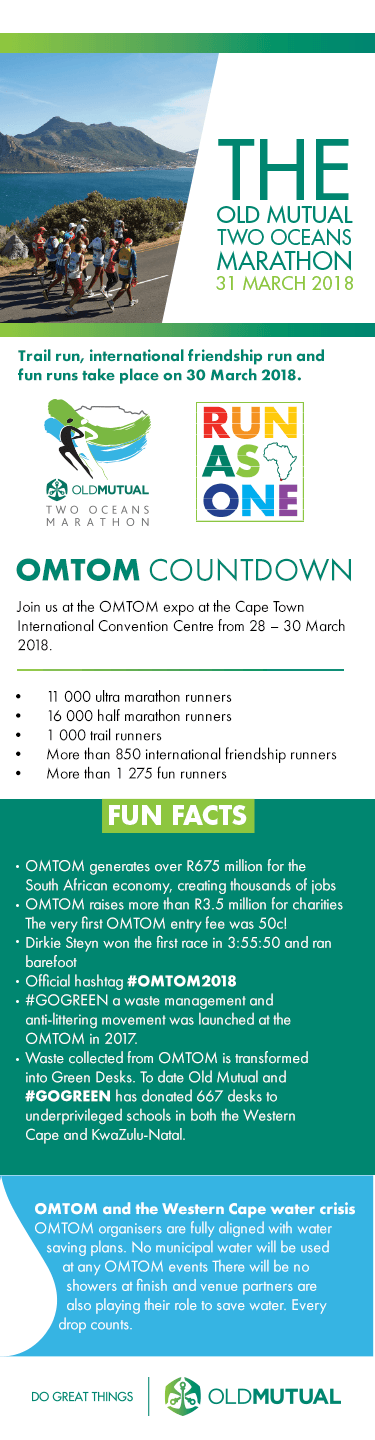 THE
OLD MUTUAL
TWO OCEANS
MARATHON
31 MARCH 2018
Trail run, international friendship run and
fun runs take place on 30 March 2018.
OLDMUTUAL
TWO OCEANS
MARATHON
RUN
AS
ONE
OMTOM COUNTDOWN
Join us at the OMTOM expo at the Cape Town
International Convention Centre from 28 – 30 March
2018.
• 11 000 ultra marathon runners
• 16 000 half marathon runners
• 1 000 trail runners
• More than 850 international friendship runners
• More than 1 275 fun runners
FUN FACTS
• OMTOM generates over R675 million for the
South African economy, creating thousands of jobs
• OMTOM raises more than R3.5 million for charities
The very first OMTOM entry fee was 50c!
• Dirkie Steyn won the first race in 3:55:50 and ran
barefoot
• Official hashtag #OMTOM2018
• #GOGREEN a waste management and
anti-littering movement was launched at the
OMTOM in 2017.
• Waste collected from OMTOM is transformed
into Green Desks. To date Old Mutual and
#GOGREEN has donated 667 desks to
underprivileged schools in both the Western
Cape and KwaZulu-Natal.
OMTOM and the Western Cape water crisis
OMTOM organisers are fully aligned with water
saving plans. No municipal water will be used
at any OMTOM events There will be no
showers at finish and venue partners are
also playing their role to save water. Every
drop counts.
DO GREAT THINGS
OLDMUTUAL